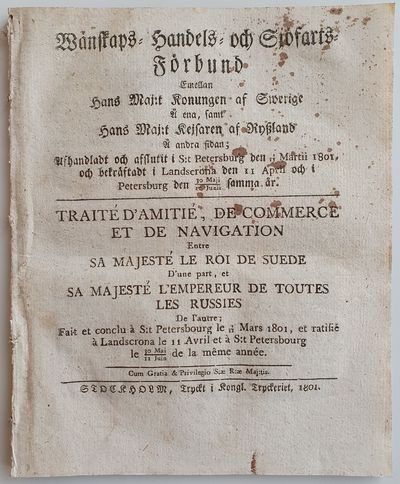 Wänskaps- Handels- och Sjöfarts-
Förbund
Emellan
Hans Maj:t Konungen af Swerige
Å ena, samt
Hans Maj:t Kejsaren af Ryßland
Å andra sidan;
Afhandladt och afslutit i S:t Petersburg den Martii 1801,
och bekräftadt i Landscrona den 11 April och i
Petersburg den samma år.
TRAITÉ D'AMITIÉ, DE COMMERCE
ET DE NAVIGATION
Entre
SA MAJESTÉ LE ROI DE SUEDE
D'une part, et
SA MAJESTÉ L'EMPEREUR DE TOUTES
LES RUSSIES
De l'autre;
Fait et conclu à S:t Petersbourg le Mars 1801, et ratifié
à Landscrona le 11 Avril et à S:t Petersbourg
le 30 Mai / 11 Juin de la même année.
Cum Gratia & Privilegio Sæ Riæ Maj:tis.
STOCKHOLM, Tryckt i Kongl. Tryckeriet, 1801.